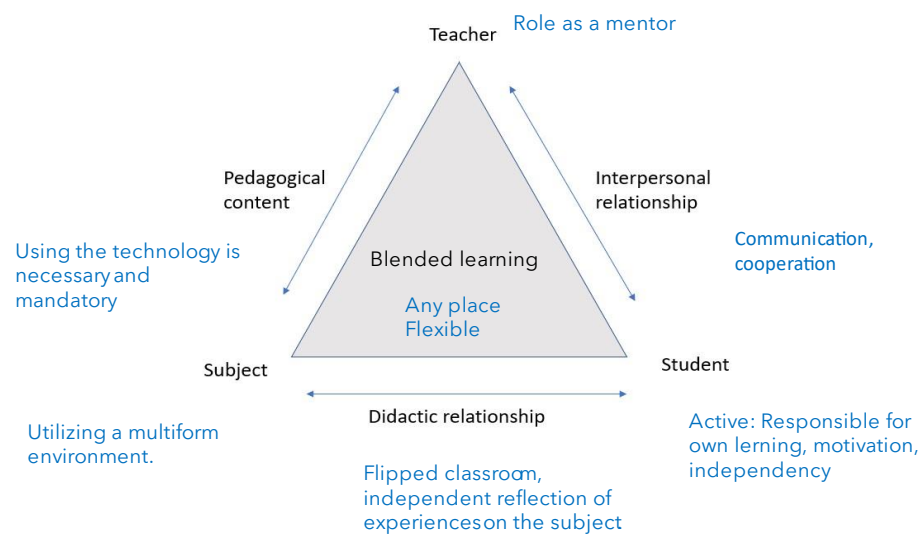 Teacher
Role as a mentor
Pedagogical
content
Interpersonal
relationship
Using the technology is
necessary and
mandatory
Communication,
cooperation
Blended learning
Any place
Flexible
Subject
Student
Didactic relationship
Utilizing a multiform
environment.
Active: Responsible for
own lerning, motivation,
independency
Flipped classroom,
independent reflection of
experiences on the subject